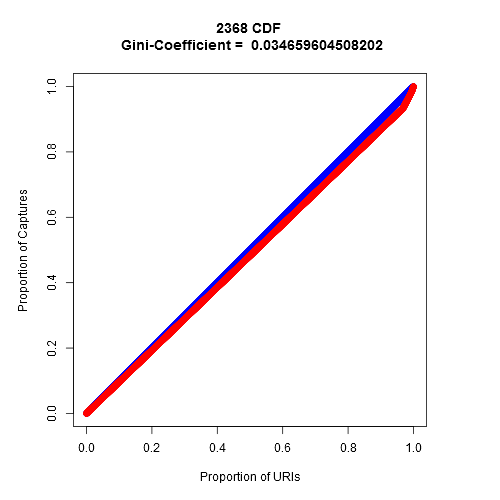 2368 CDF
Gini-Coefficient = 0.034659604508202
Proportion of Captures
1.0
0.8
0.6
0.4
0.2
0.0
0.0 0.2 0.4 0.6 0.8 1.0
Proportion of URIs